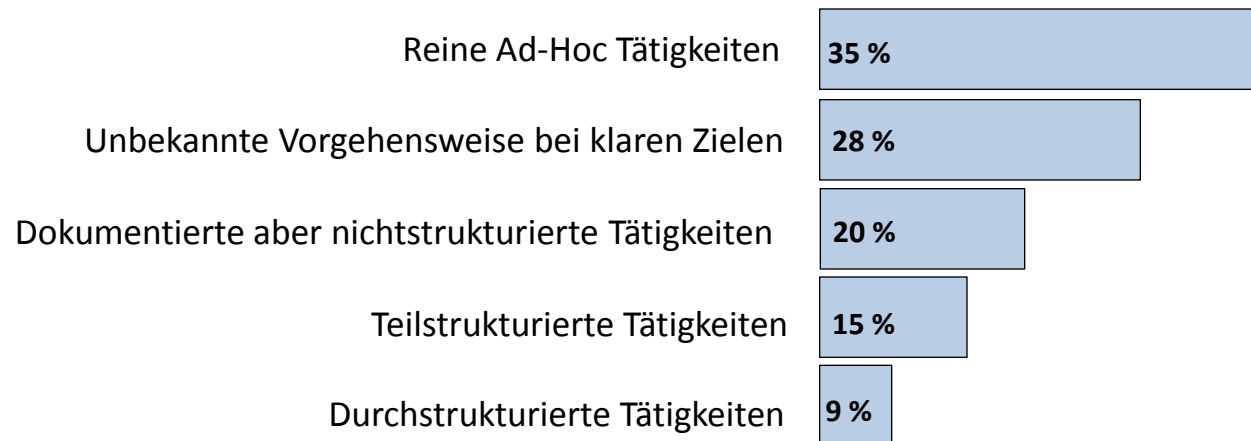 Reine Ad-Hoc Tätigkeiten 35 %
Unbekannte Vorgehensweise bei klaren Zielen 28 %
Dokumentierte aber nichtstrukturierte Tätigkeiten 20 %
Teilstrukturierte Tätigkeiten 15 %
Durchstrukturierte Tätigkeiten 9 %